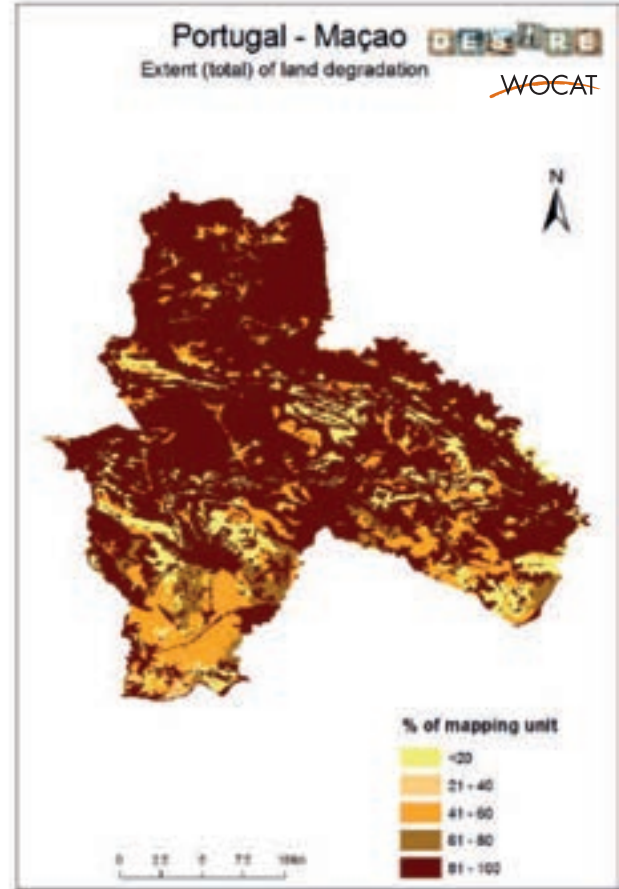 Portugal - Maçao
DESIRE
Extent (total) of land degradation
WOCAT
N
% of mapping unit
<20
21 - 40
41 - 60
61 - 80
81 - 100